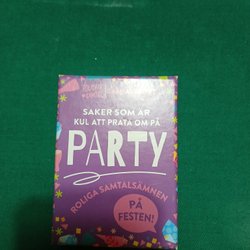 SAKER SOM ÄR
KUL ATT PRATA OM PÅ
PARTY
ROLIGA SAMTALSÄMNEN
PÅ
FESTEN!